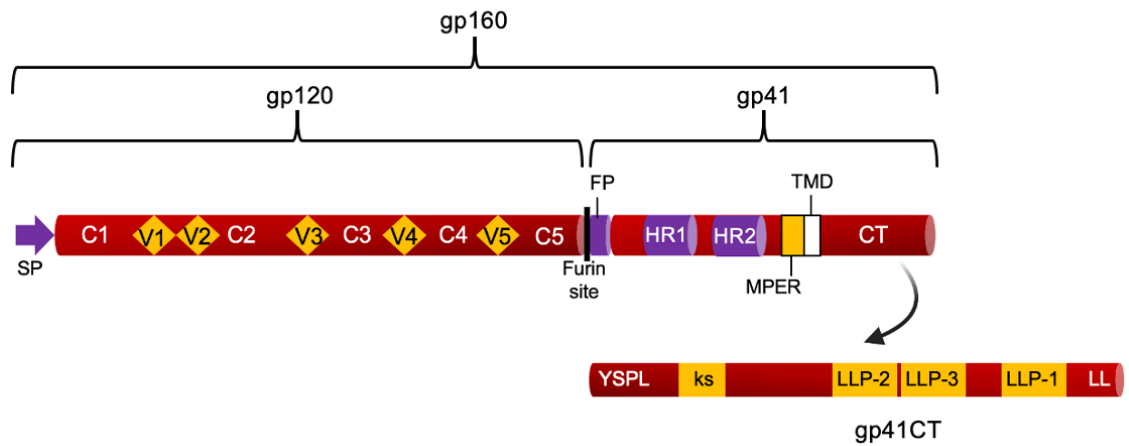 gp160
gp120
gp41
FP
TMD
C1 V1 V2 C2 V3 C3 V4 C4 V5 C5 HR1 HR2 CT
SP
Furin
site
MPER
YSPL ks LLP-2 LLP-3 LLP-1 LL
gp41CT